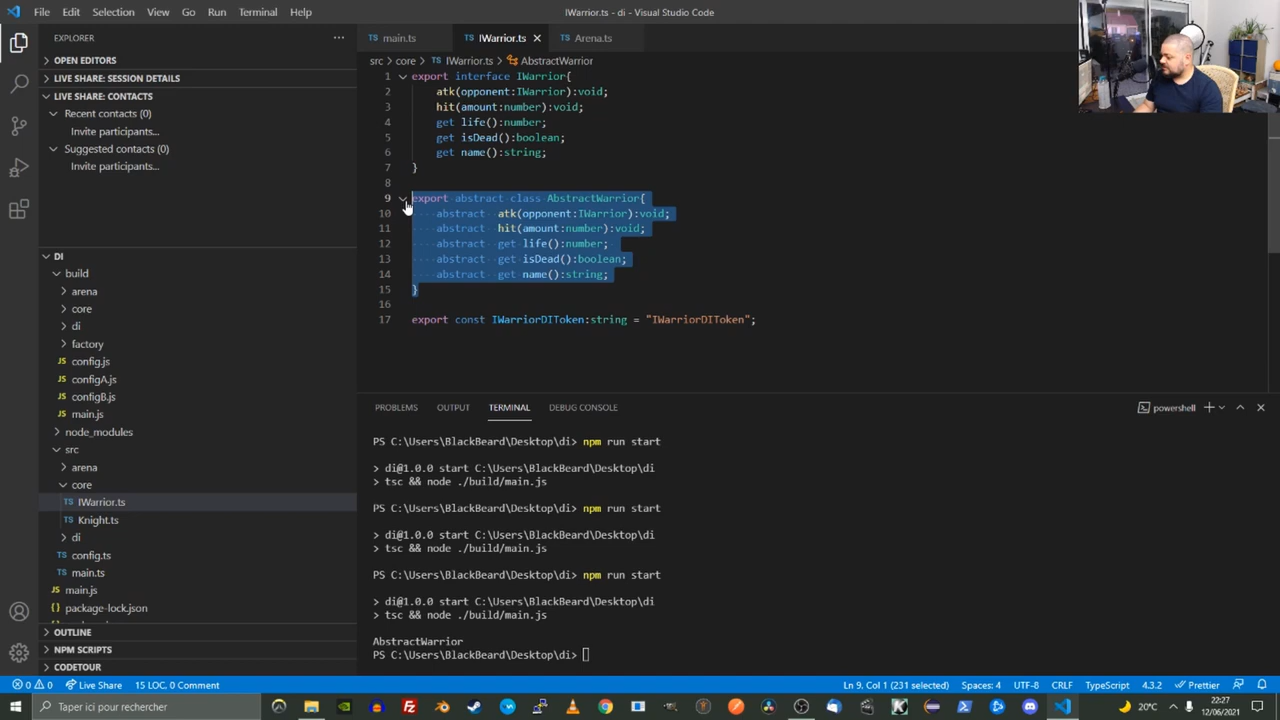 File Edit Selection View Go Run Terminal Help
IWarrior.ts - di - Visual Studio Code
EXPLORER
main.ts IWarrior.ts Arena.ts
OPEN EDITORS
LIVE SHARE: SESSION DETAILS
LIVE SHARE: CONTACTS
Recent contacts (0)
Invite participants...
Suggested contacts (0)
Invite participants...
DI
build
arena
core
di
factory
JS config.js
JS configA.js
JS configB.js
JS main.js
node_modules
src
arena
core
TS IWarrior.ts
TS Knight.ts
di
TS config.ts
TS main.ts
JS main.js
package-lock.json
OUTLINE
NPM SCRIPTS
CODETOUR
src > core > TS IWarrior.ts > AbstractWarrior
1 export interface IWarrior{
2 atk(opponent:IWarrior):void;
3 hit(amount:number):void;
4 get life():number;
5 get isDead():boolean;
6 get name():string;
7 }
8
9 export abstract class AbstractWarrior{
10 abstract atk(opponent:IWarrior):void;
11 abstract hit(amount:number):void;
12 abstract get life():number;
13 abstract get isDead():boolean;
14 abstract get name():string;
15 }
16
17 export const IWarriorDIToken:string = "IWarriorDIToken";
PROBLEMS OUTPUT TERMINAL DEBUG CONSOLE
powershell
PS C:\Users\BlackBeard\Desktop\di> npm run start
> di@1.0.0 start C:\Users\BlackBeard\Desktop\di
> tsc && node ./build/main.js
PS C:\Users\BlackBeard\Desktop\di> npm run start
> di@1.0.0 start C:\Users\BlackBeard\Desktop\di
> tsc && node ./build/main.js
PS C:\Users\BlackBeard\Desktop\di> npm run start
> di@1.0.0 start C:\Users\BlackBeard\Desktop\di
> tsc && node ./build/main.js
AbstractWarrior
PS C:\Users\BlackBeard\Desktop\di>
0 0 Live Share 15 LOC, 0 Comment
Ln 9, Col 1 (231 selected) Spaces: 4 UTF-8 CRLF TypeScript 4.3.2 Prettier
Taper ici pour rechercher
20°C
22:27
12/06/2021